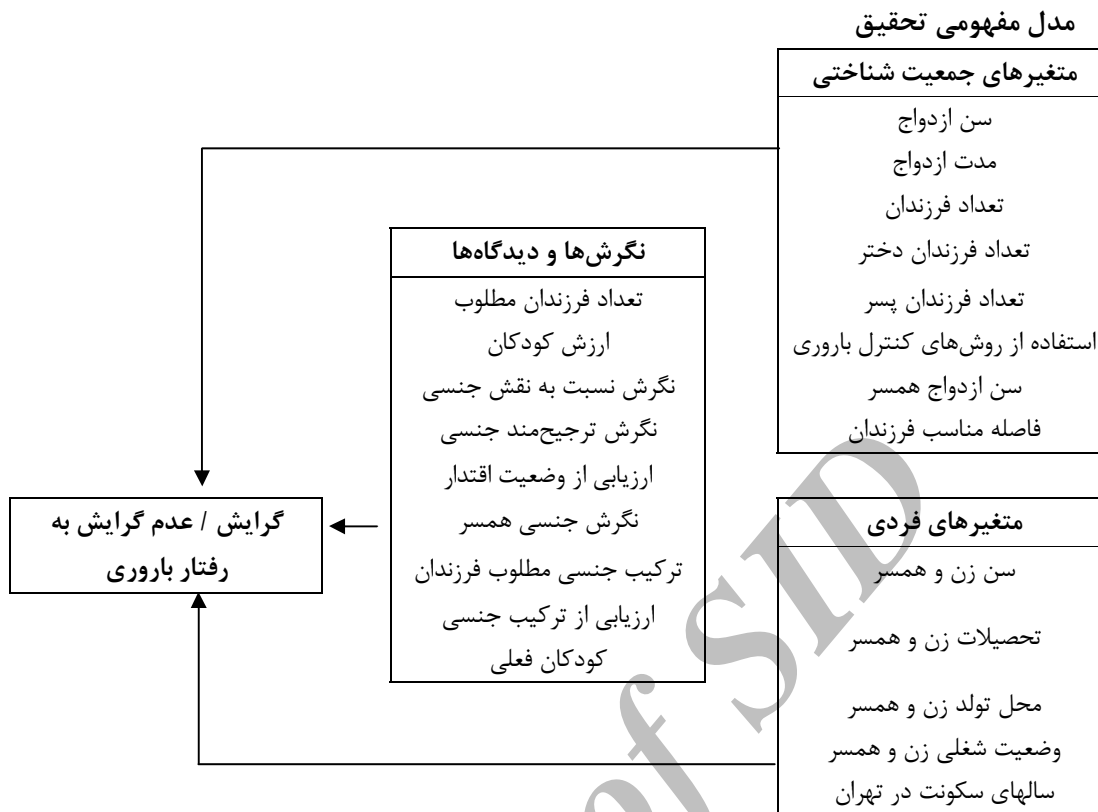 مدل مفهومی تحقیق
متغیرهای جمعیت شناختی
سن ازدواج
مدت ازدواج
تعداد فرزندان
تعداد فرزندان دختر
تعداد فرزندان پسر
استفاده از روش‌های کنترل باروری
سن ازدواج همسر
فاصله مناسب فرزندان
نگرش‌ها و دیدگاه‌ها
تعداد فرزندان مطلوب
ارزش کودکان
نگرش نسبت به نقش جنسی
نگرش ترجیح‌مند جنسی
ارزیابی از وضعیت اقتدار
نگرش جنسی همسر
ترکیب جنسی مطلوب فرزندان
ارزیابی از ترکیب جنسی
کودکان فعلی
گرایش / عدم گرایش به
رفتار باروری
متغیرهای فردی
سن زن و همسر
تحصیلات زن و همسر
محل تولد زن و همسر
وضعیت شغلی زن و همسر
سالهای سکونت در تهران
of SID